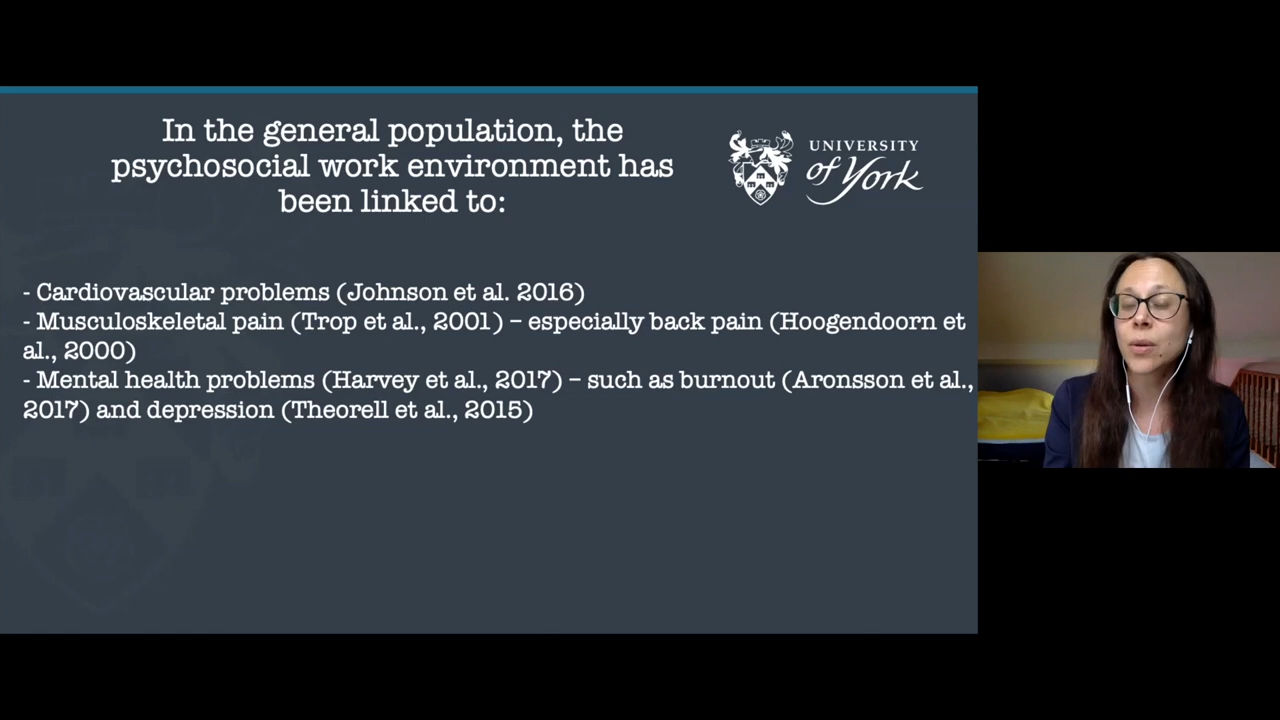 In the general population, the
psychosocial work environment has
been linked to:
UNIVERSITY
of York
- Cardiovascular problems (Johnson et al. 2016)
- Musculoskeletal pain (Trop et al., 2001) – especially back pain (Hoogendoorn et
al., 2000)
- Mental health problems (Harvey et al., 2017) – such as burnout (Aronsson et al.,
2017) and depression (Theorell et al., 2015)